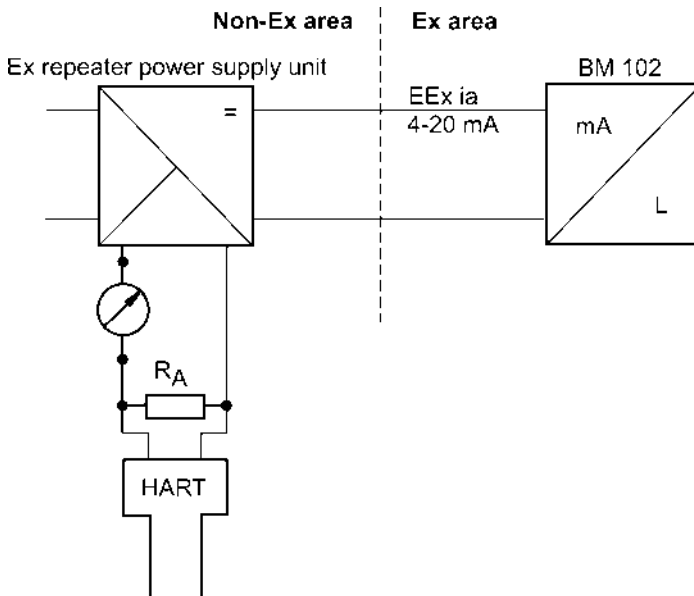 Non-Ex area
Ex area
Ex repeater power supply unit
BM 102
=
EEx ia
4-20 mA
mA
L
RA
HART